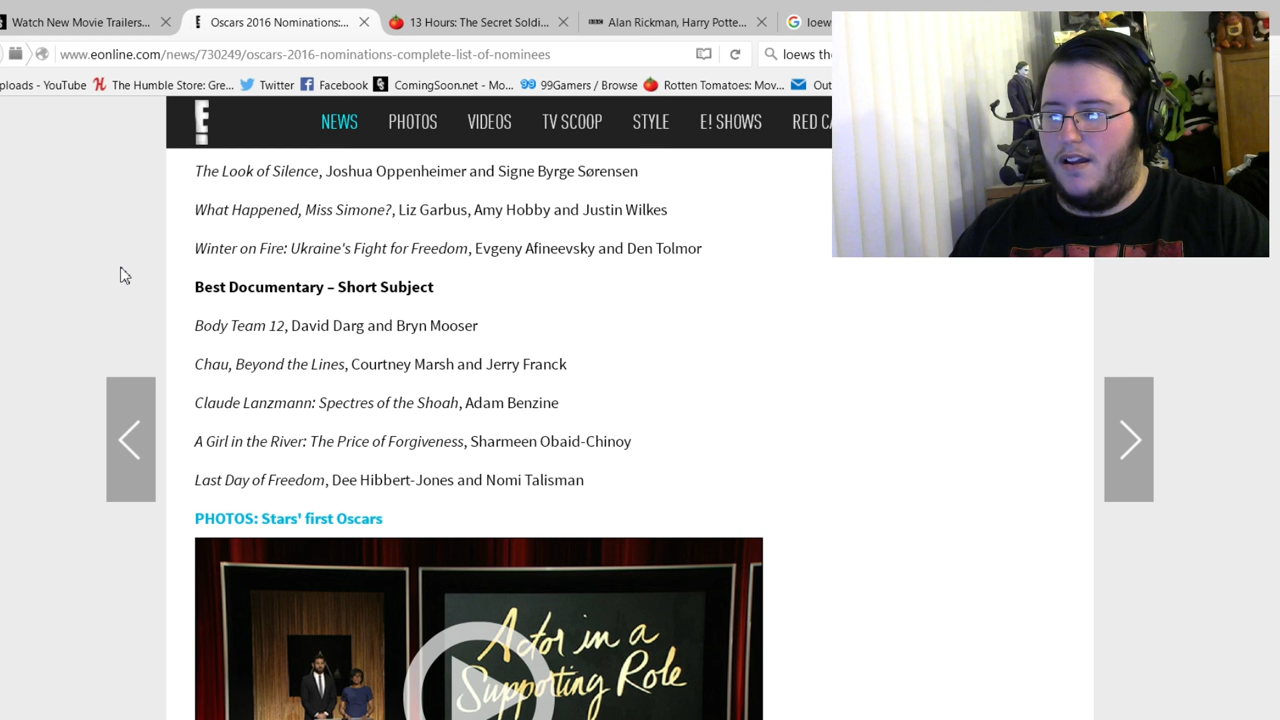 Watch New Movie Trailers... × Oscars 2016 Nominations:... × 13 Hours: The Secret Soldi... × Alan Rickman, Harry Potte... × loews
www.eonline.com/news/730249/oscars-2016-nominations-complete-list-of-nominees loews the
ploads - YouTube The Humble Store: Gre... Twitter Facebook ComingSoon.net - Mo... 99Gamers / Browse Rotten Tomatoes: Mov... Out
E! NEWS PHOTOS VIDEOS TV SCOOP STYLE E! SHOWS RED CA
The Look of Silence, Joshua Oppenheimer and Signe Byrge Sørensen
What Happened, Miss Simone?, Liz Garbus, Amy Hobby and Justin Wilkes
Winter on Fire: Ukraine's Fight for Freedom, Evgeny Afineevsky and Den Tolmor
Best Documentary – Short Subject
Body Team 12, David Darg and Bryn Mooser
Chau, Beyond the Lines, Courtney Marsh and Jerry Franck
Claude Lanzmann: Spectres of the Shoah, Adam Benzine
A Girl in the River: The Price of Forgiveness, Sharmeen Obaid-Chinoy
Last Day of Freedom, Dee Hibbert-Jones and Nomi Talisman
PHOTOS: Stars' first Oscars
Actor in a
Supporting Role